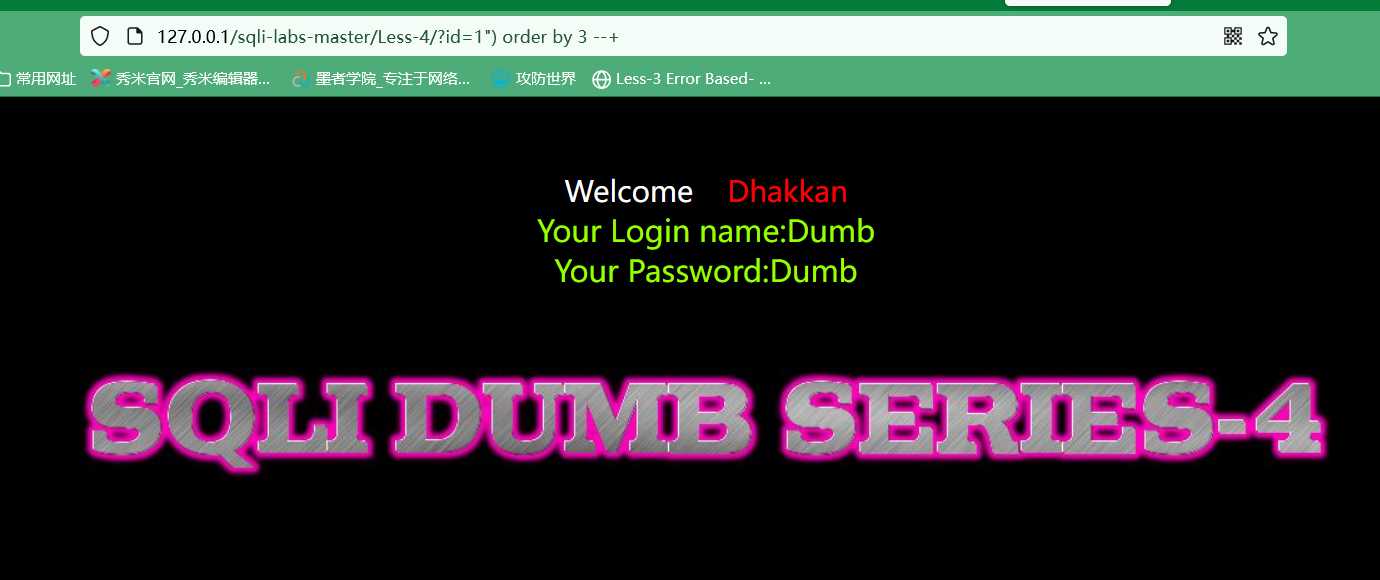 127.0.0.1/sqli-labs-master/Less-4/?id=1") order by 3 --+
常用网址 秀米官网_秀米编辑器... 墨者学院_专注于网络... 攻防世界 Less-3 Error Based- ...
Welcome Dhakkan
Your Login name:Dumb
Your Password:Dumb
SQLI DUMB SERIES-4